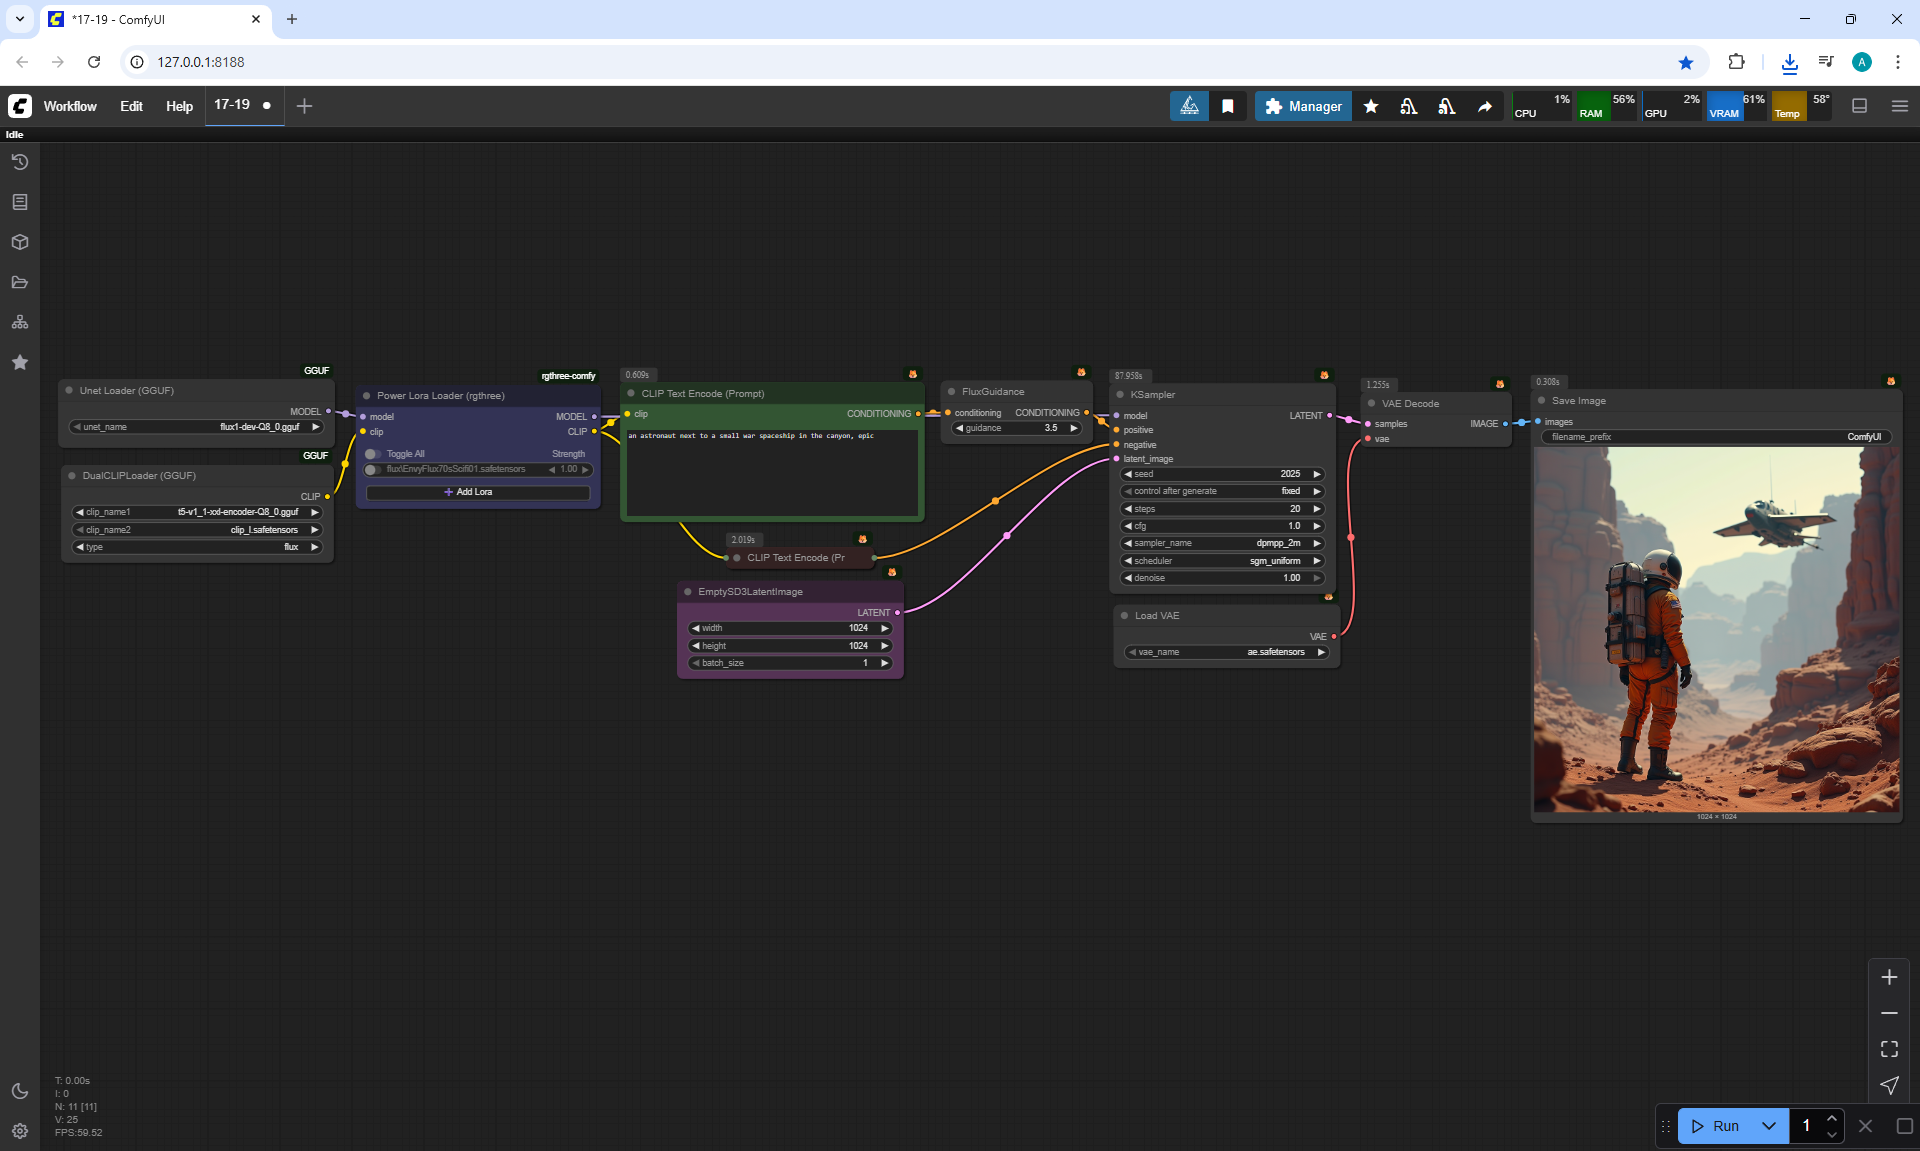 *17-19 - ComfyUI
127.0.0.1:8188
Workflow Edit Help 17-19
Manager
CPU 1% RAM 56% GPU 2% VRAM 61% Temp 58°
Idle
GGUF
Unet Loader (GGUF)
MODEL
unet_name flux1-dev-Q8_0.gguf
GGUF
DualCLIPLoader (GGUF)
CLIP
clip_name1 t5-v1_1-xxl-encoder-Q8_0.gguf
clip_name2 clip_l.safetensors
type flux
rgthree-comfy
Power Lora Loader (rgthree)
model MODEL
clip CLIP
Toggle All Strength
flux\EnvyFlux70sScifi01.safetensors 1.00
Add Lora
0.609s
CLIP Text Encode (Prompt)
clip CONDITIONING
an astronaut next to a small war spaceship in the canyon, epic
2.019s
CLIP Text Encode (Pr
EmptySD3LatentImage
LATENT
width 1024
height 1024
batch_size 1
FluxGuidance
conditioning CONDITIONING
guidance 3.5
87.958s
KSampler
model LATENT
positive
negative
latent_image
seed 2025
control after generate fixed
steps 20
cfg 1.0
sampler_name dpmpp_2m
scheduler sgm_uniform
denoise 1.00
Load VAE
VAE
vae_name ae.safetensors
1.255s
VAE Decode
samples IMAGE
vae
0.308s
Save Image
images
filename_prefix ComfyUI
1024 × 1024
T: 0.00s
I: 0
N: 11 [11]
V: 25
FPS:59.52
Run 1
A